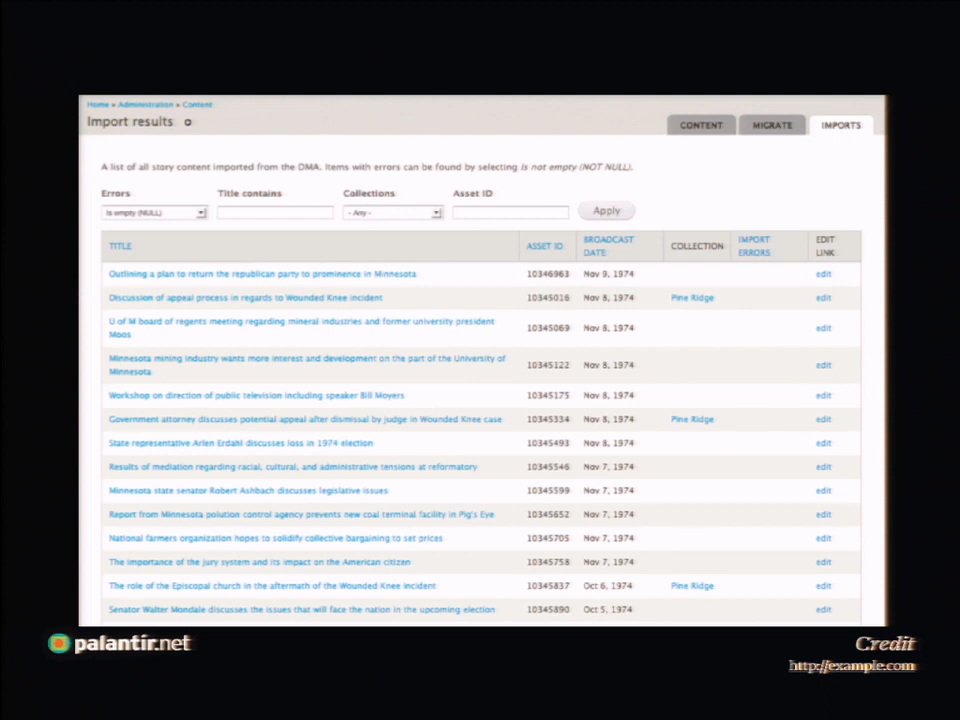 Home » Administration » Content
Import results
CONTENT MIGRATE IMPORTS
A list of all story content imported from the DMA. Items with errors can be found by selecting Is not empty (NOT NULL).
Errors Title contains Collections Asset ID
Is empty (NULL) - Any - Apply
TITLE ASSET ID BROADCAST DATE COLLECTION IMPORT ERRORS EDIT LINK
Outlining a plan to return the republican party to prominence in Minnesota 10346963 Nov 9, 1974 edit
Discussion of appeal process in regards to Wounded Knee incident 10345016 Nov 8, 1974 Pine Ridge edit
U of M board of regents meeting regarding mineral industries and former university president
Moos 10345069 Nov 8, 1974 edit
Minnesota mining industry wants more interest and development on the part of the University of
Minnesota 10345122 Nov 8, 1974 edit
Workshop on direction of public television including speaker Bill Moyers 10345175 Nov 8, 1974 edit
Government attorney discusses potential appeal after dismissal by judge in Wounded Knee case 10345334 Nov 8, 1974 Pine Ridge edit
State representative Arlen Erdahl discusses loss in 1974 election 10345493 Nov 8, 1974 edit
Results of mediation regarding racial, cultural, and administrative tensions at reformatory 10345546 Nov 7, 1974 edit
Minnesota state senator Robert Ashbach discusses legislative issues 10345599 Nov 7, 1974 edit
Report from Minnesota polution control agency prevents new coal terminal facility in Pig's Eye 10345652 Nov 7, 1974 edit
National farmers organization hopes to solidify collective bargaining to set prices 10345705 Nov 7, 1974 edit
The importance of the jury system and its impact on the American citizen 10345758 Nov 7, 1974 edit
The role of the Episcopal church in the aftermath of the Wounded Knee incident 10345837 Oct 6, 1974 Pine Ridge edit
Senator Walter Mondale discusses the issues that will face the nation in the upcoming election 10345890 Oct 5, 1974 edit
palantir.net
Credit
http://example.com